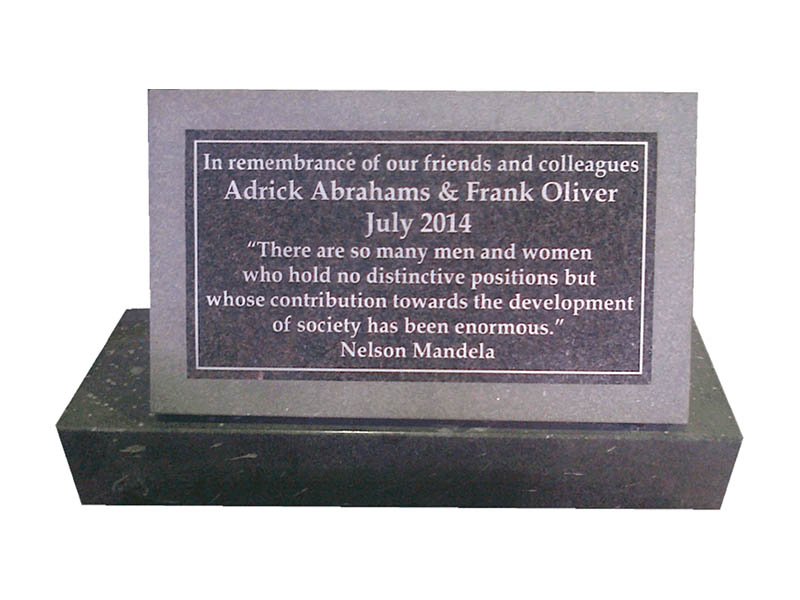 In remembrance of our friends and colleagues
Adrick Abrahams & Frank Oliver
July 2014
“There are so many men and women
who hold no distinctive positions but
whose contribution towards the development
of society has been enormous.”
Nelson Mandela